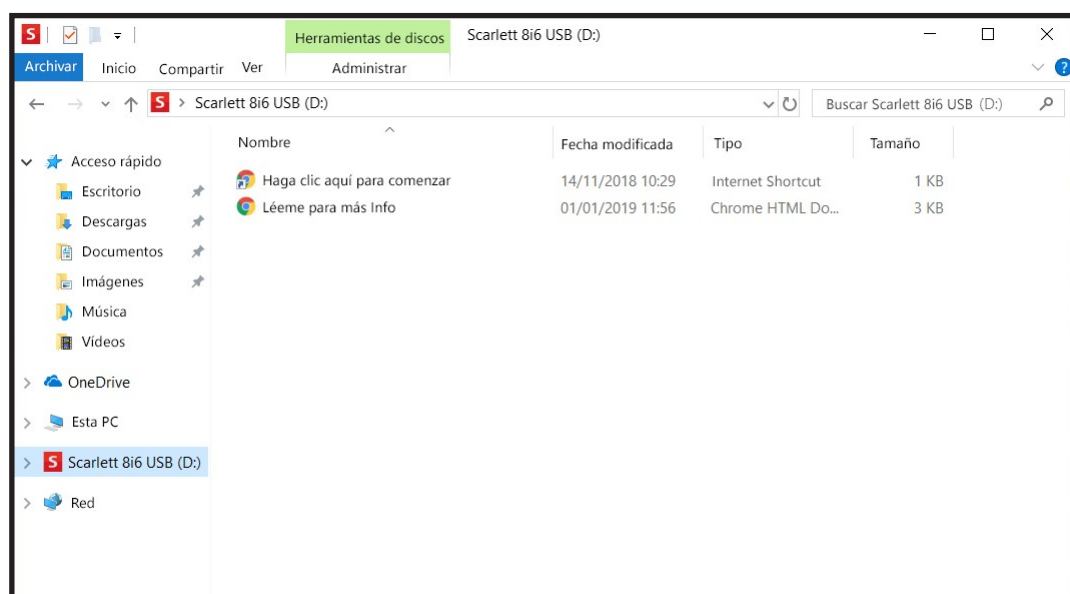 S Herramientas de discos Scarlett 8i6 USB (D:)
Archivar Inicio Compartir Ver Administrar ?
S > Scarlett 8i6 USB (D:) Buscar Scarlett 8i6 USB (D:)
Nombre Fecha modificada Tipo Tamaño
Haga clic aquí para comenzar 14/11/2018 10:29 Internet Shortcut 1 KB
Léeme para más Info 01/01/2019 11:56 Chrome HTML Do... 3 KB
Acceso rápido
Escritorio
Descargas
Documentos
Imágenes
Música
Vídeos
OneDrive
Esta PC
S Scarlett 8i6 USB (D:)
Red